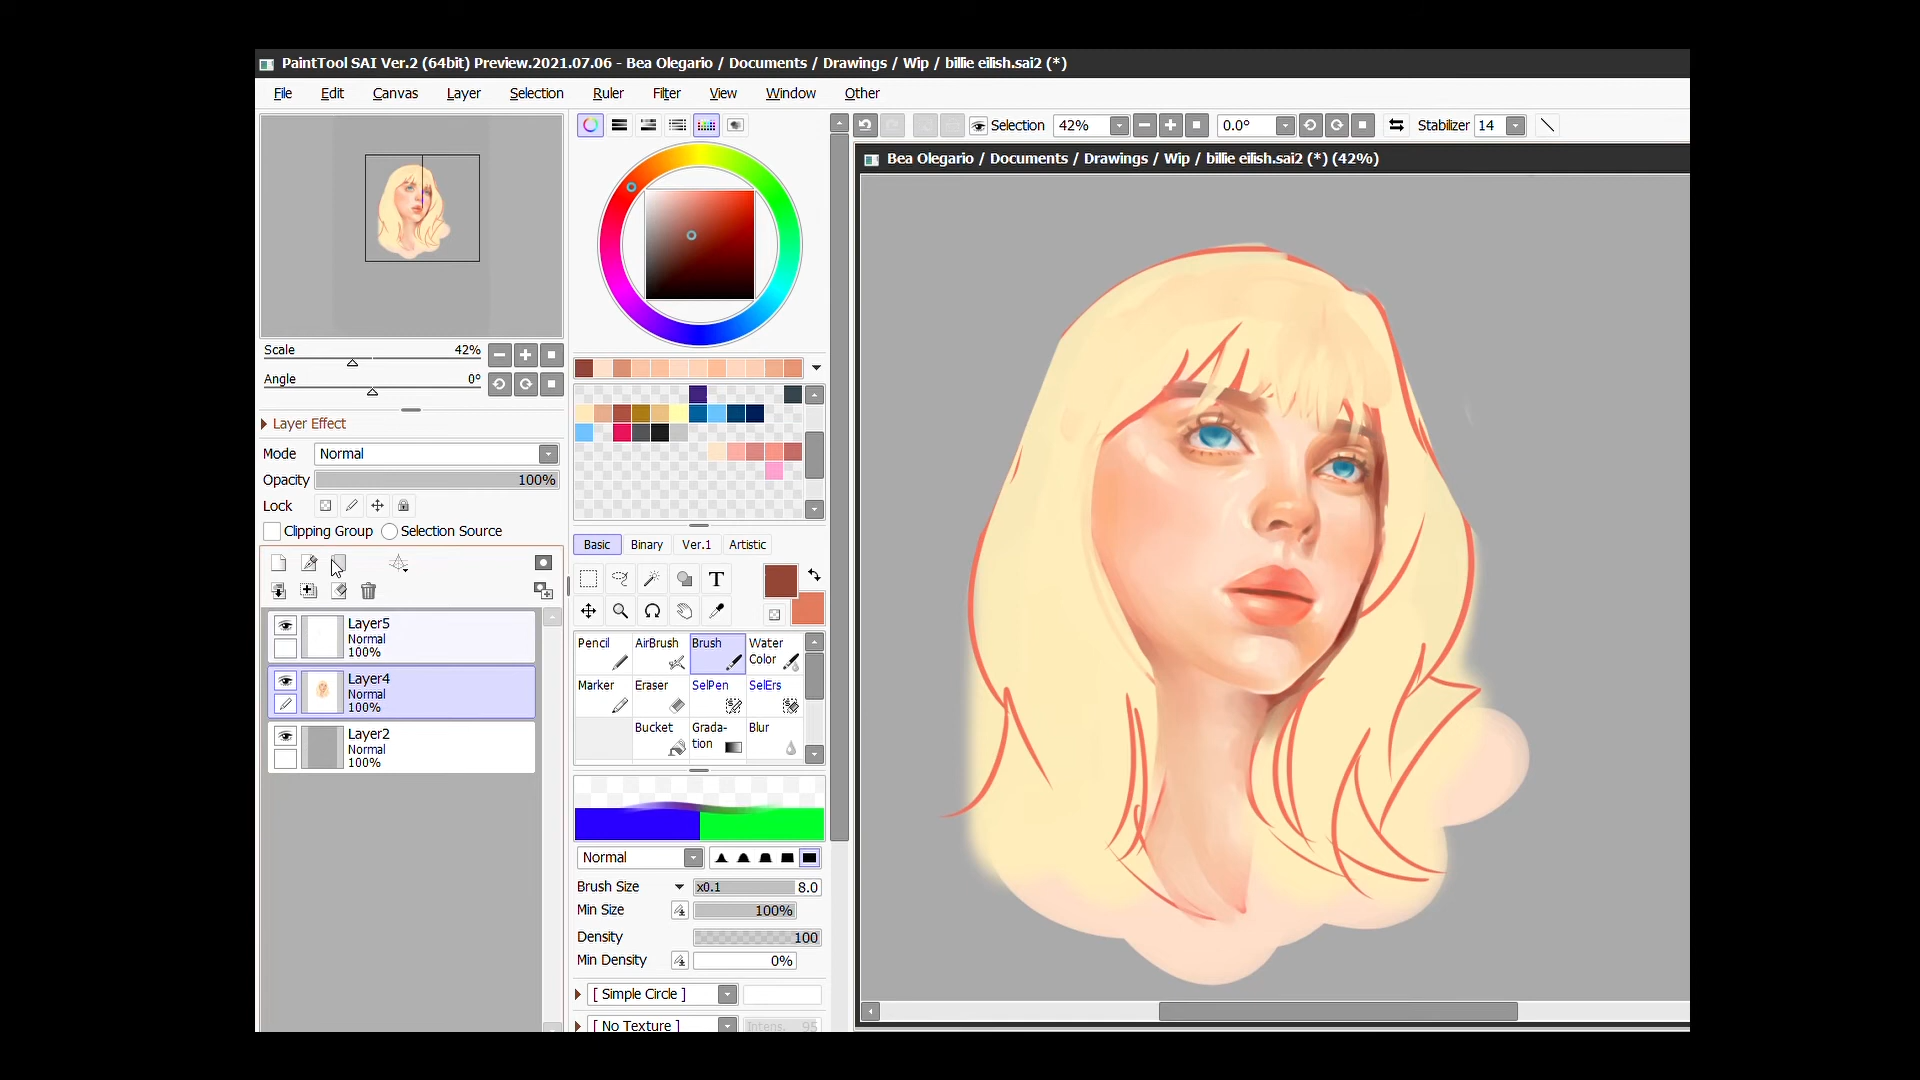 PaintTool SAI Ver.2 (64bit) Preview.2021.07.06 - Bea Olegario / Documents / Drawings / Wip / billie eilish.sai2 (*)
File Edit Canvas Layer Selection Ruler Filter View Window Other
Selection 42% 0.0° Stabilizer 14
Bea Olegario / Documents / Drawings / Wip / billie eilish.sai2 (*) (42%)
Scale 42%
Angle 0°
Layer Effect
Mode Normal
Opacity 100%
Lock
Clipping Group Selection Source
Layer5
Normal
100%
Layer4
Normal
100%
Layer2
Normal
100%
Basic Binary Ver.1 Artistic
T
Pencil AirBrush Brush Water
Color
Marker Eraser SelPen SelErs
Bucket Grada- Blur
tion
Normal
Brush Size x0.1 8.0
Min Size 100%
Density 100
Min Density 0%
[ Simple Circle ]
[ No Texture ] Intens. 95